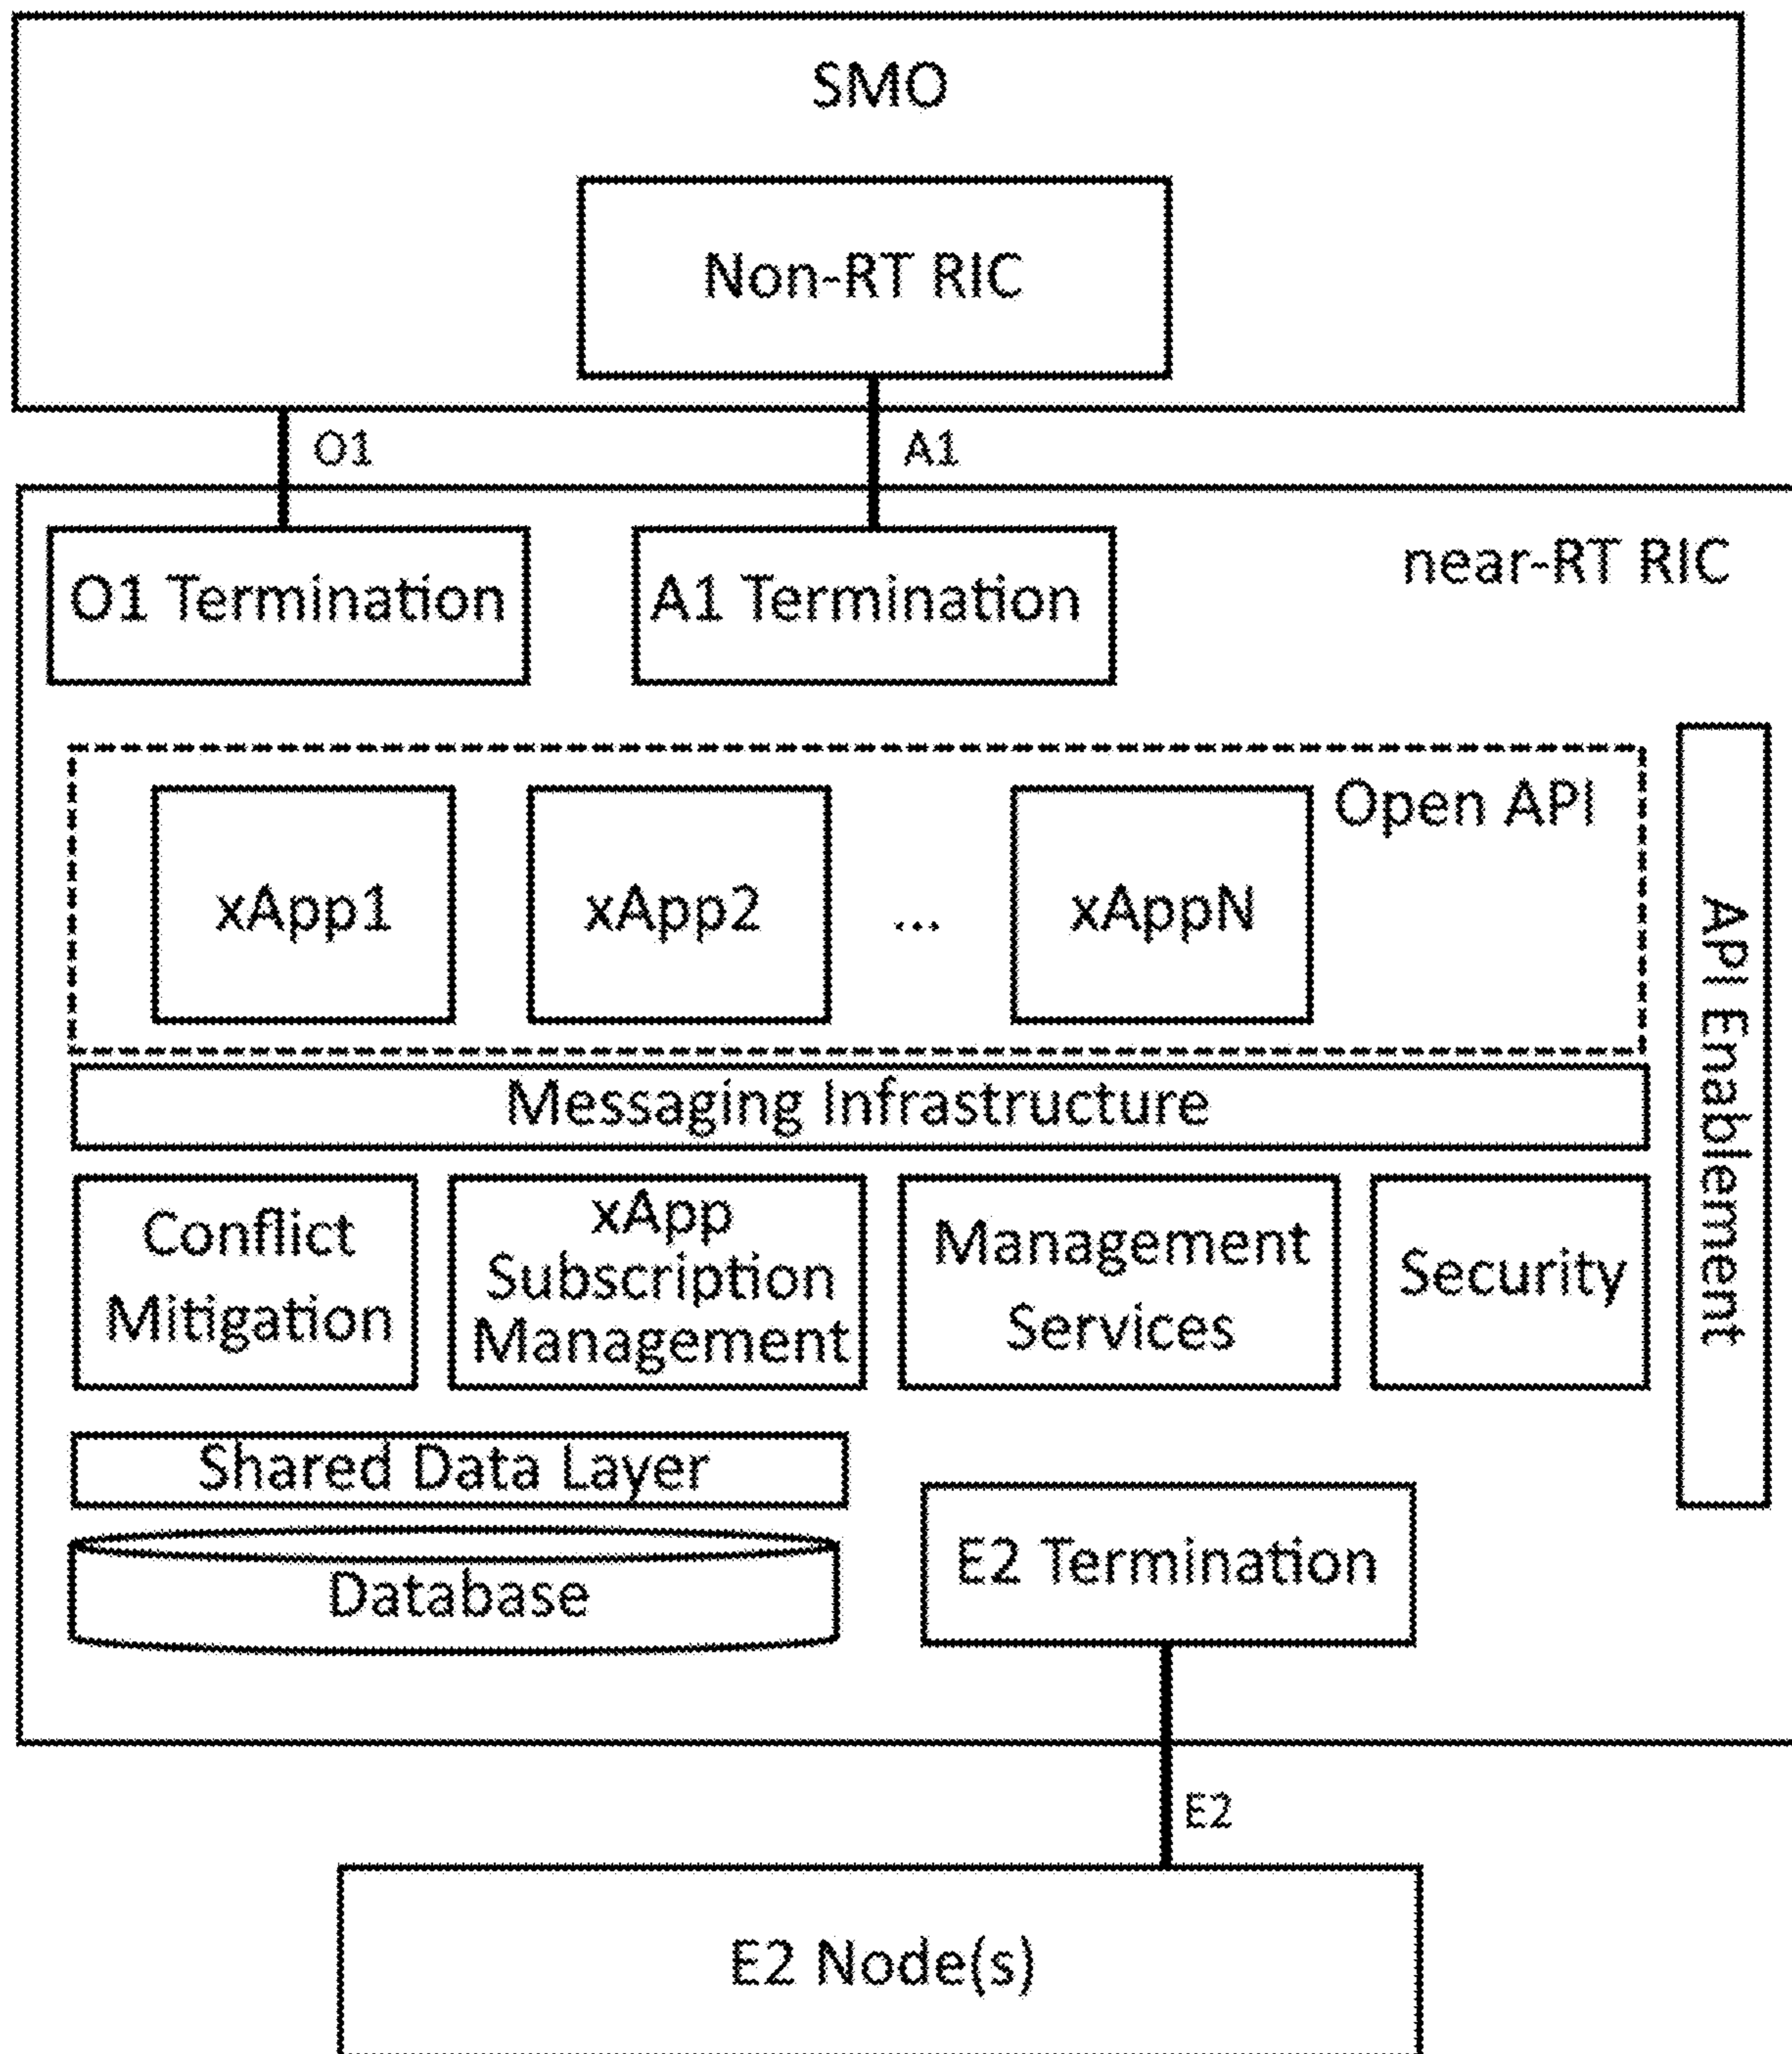 SMO
Non-RT RIC
O1
A1
near-RT RIC
O1 Termination
A1 Termination
Open API
xApp1
xApp2
...
xAppN
API Enablement
Messaging Infrastructure
Conflict
Mitigation
xApp
Subscription
Management
Management
Services
Security
Shared Data Layer
Database
E2 Termination
E2
E2 Node(s)